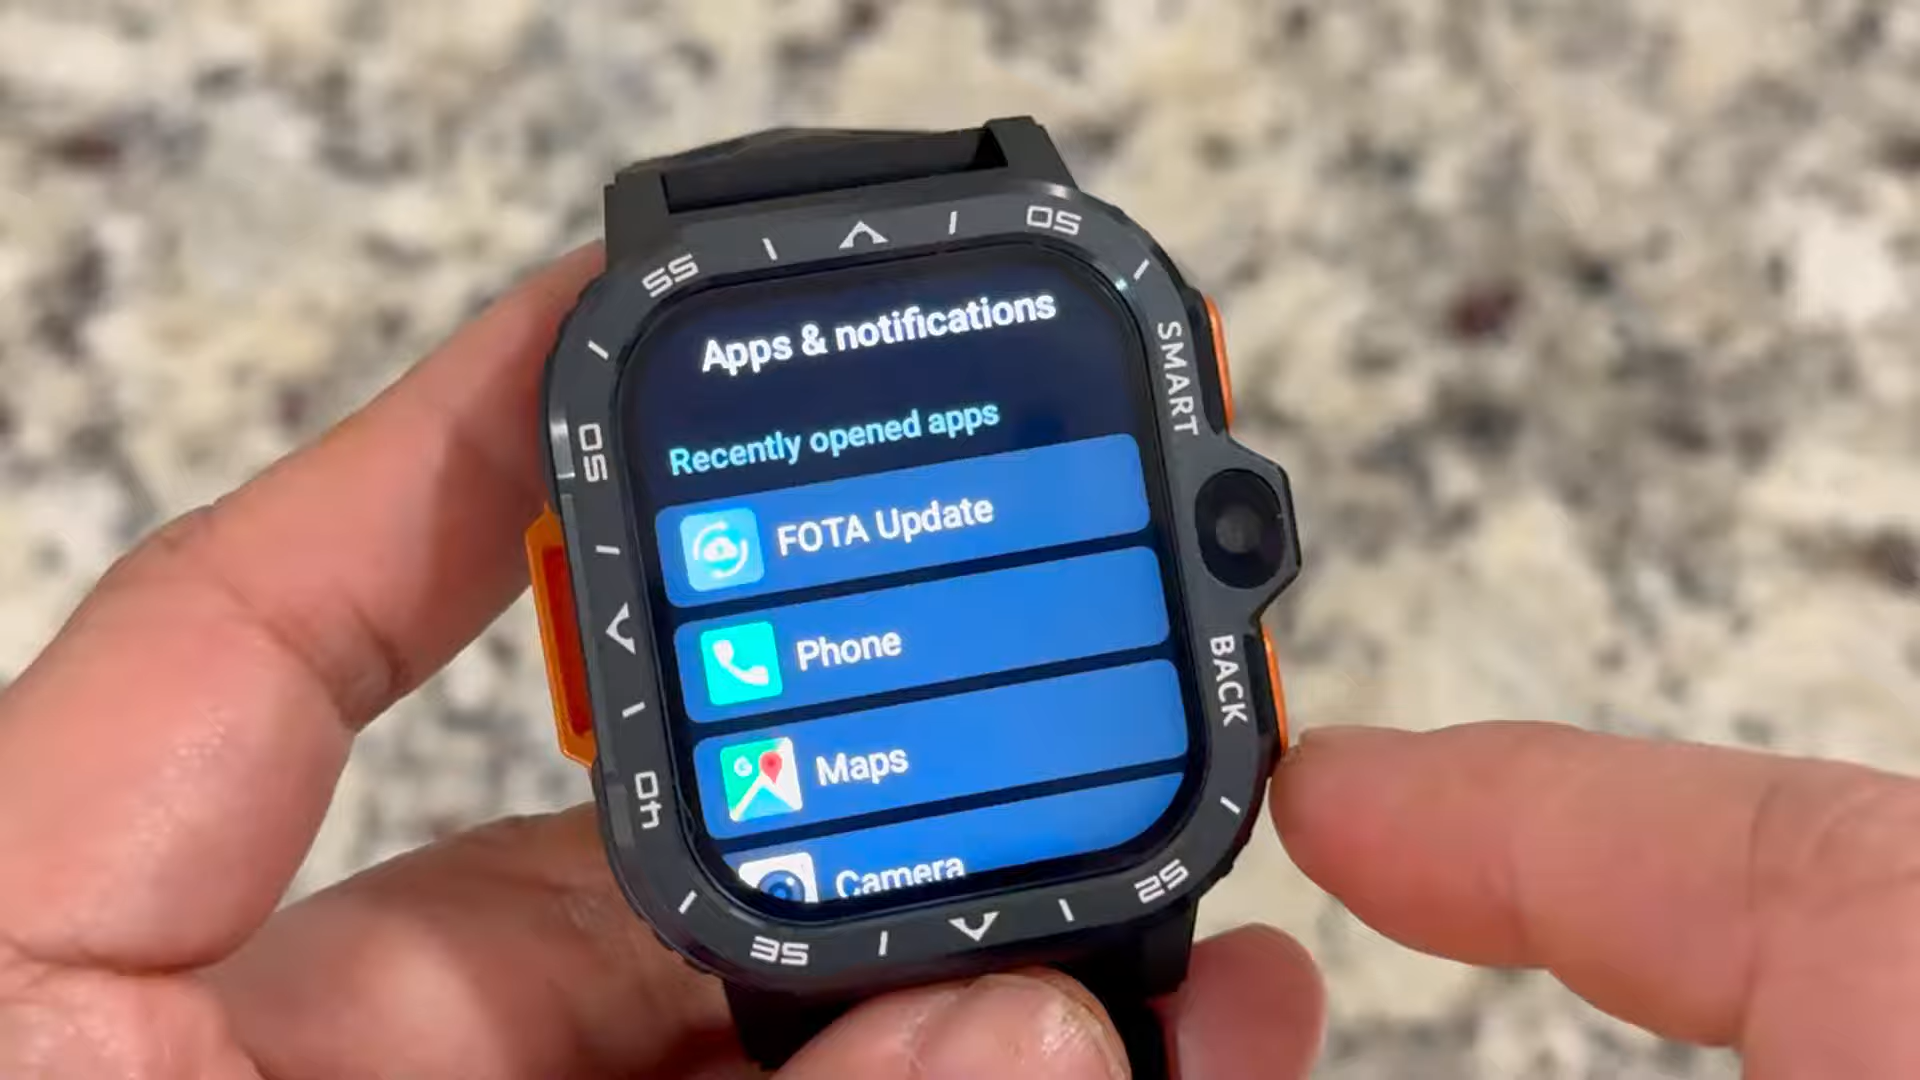 55
05
50
SMART
Apps & notifications
Recently opened apps
FOTA Update
Phone
Maps
Camera
BACK
40
35
25